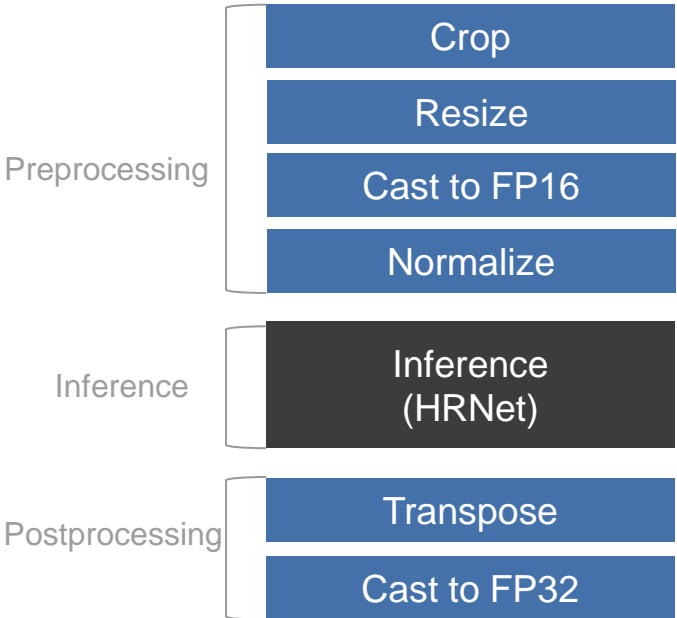 Preprocessing
Crop
Resize
Cast to FP16
Normalize
Inference
Inference
(HRNet)
Postprocessing
Transpose
Cast to FP32